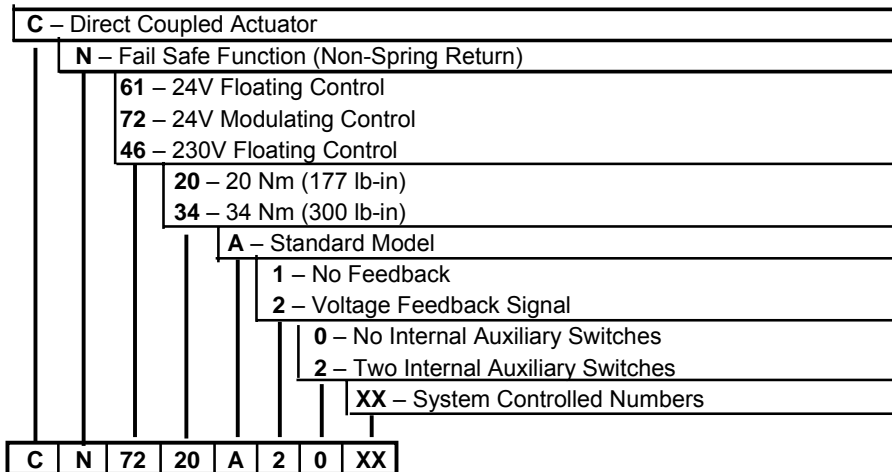 C – Direct Coupled Actuator
N – Fail Safe Function (Non-Spring Return)
61 – 24V Floating Control
72 – 24V Modulating Control
46 – 230V Floating Control
20 – 20 Nm (177 lb-in)
34 – 34 Nm (300 lb-in)
A – Standard Model
1 – No Feedback
2 – Voltage Feedback Signal
0 – No Internal Auxiliary Switches
2 – Two Internal Auxiliary Switches
XX – System Controlled Numbers
C N 72 20 A 2 0 XX